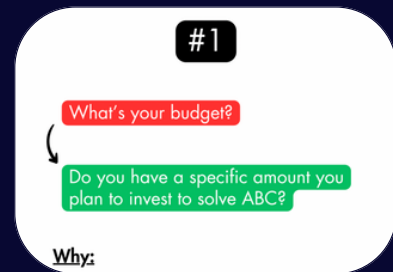 #1
What's your budget?
Do you have a specific amount you
plan to invest to solve ABC?
Why: